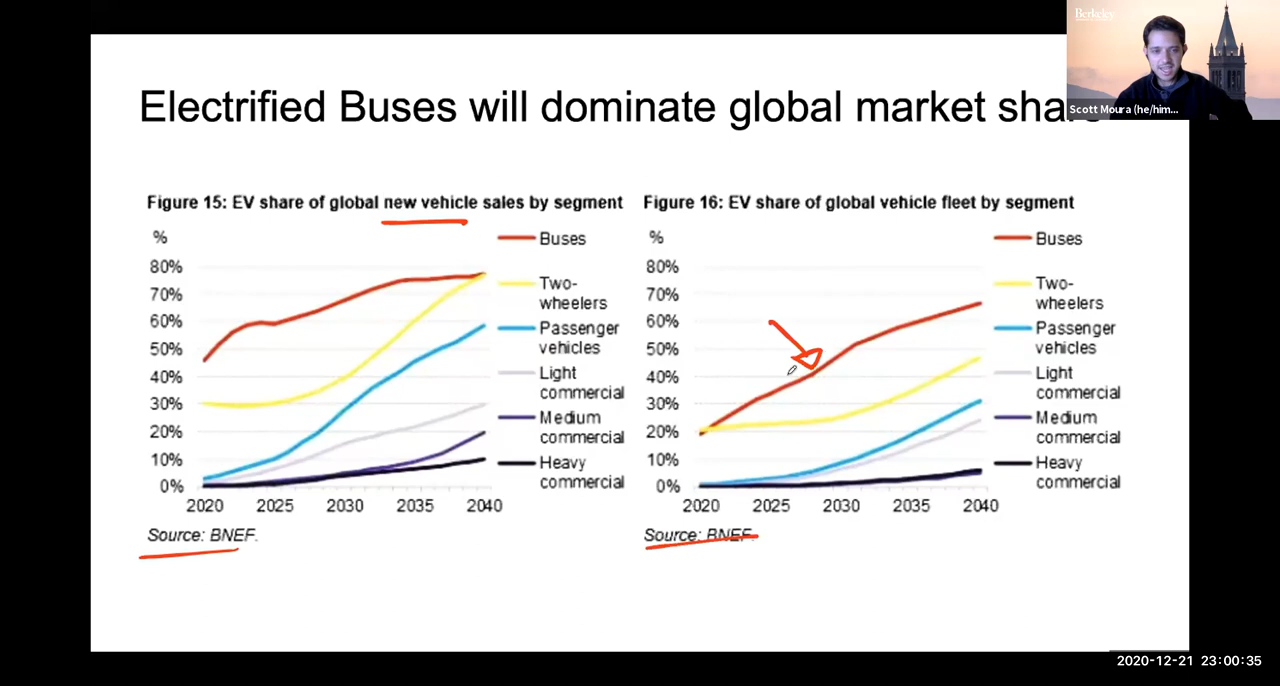 Berkeley
Scott Moura (he/him...
Electrified Buses will dominate global market share
Figure 15: EV share of global new vehicle sales by segment
%
80%
70%
60%
50%
40%
30%
20%
10%
0%
2020 2025 2030 2035 2040
Buses
Two-
wheelers
Passenger
vehicles
Light
commercial
Medium
commercial
Heavy
commercial
Source: BNEF.
Figure 16: EV share of global vehicle fleet by segment
%
80%
70%
60%
50%
40%
30%
20%
10%
0%
2020 2025 2030 2035 2040
Buses
Two-
wheelers
Passenger
vehicles
Light
commercial
Medium
commercial
Heavy
commercial
Source: BNEF.
2020-12-21 23:00:35